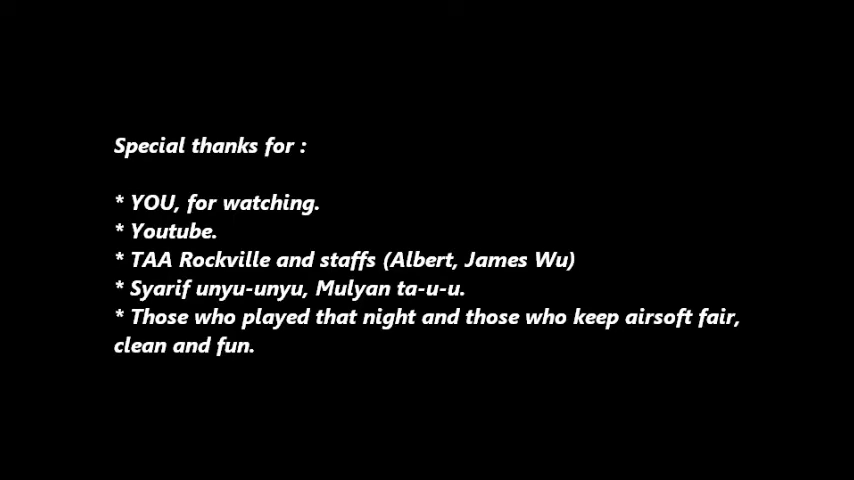 Special thanks for :
* YOU, for watching.
* Youtube.
* TAA Rockville and staffs (Albert, James Wu)
* Syarif unyu-unyu, Mulyan ta-u-u.
* Those who played that night and those who keep airsoft fair,
clean and fun.